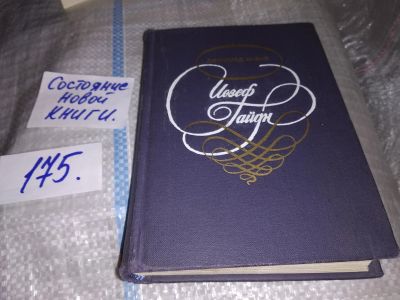 Состояние
новой
книги.
175.
Иозеф
Гайдн